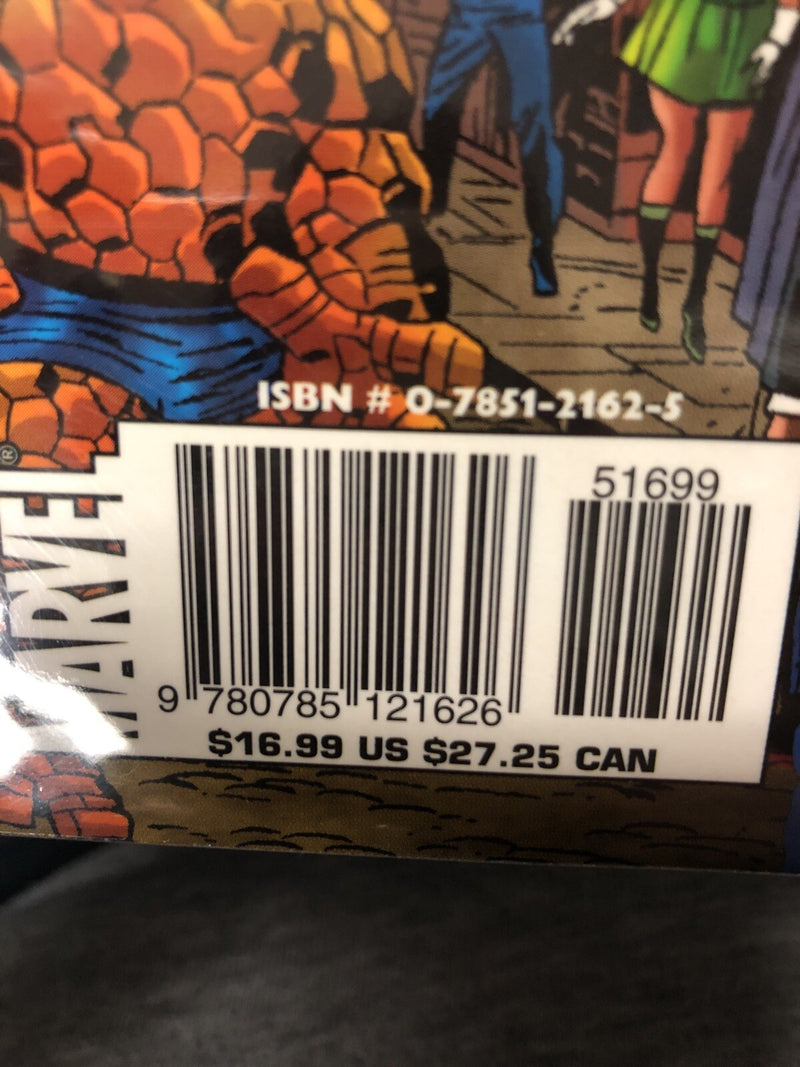 ISBN # 0-7851-2162-5
51699
MARVEL®
9 780785 121626
$16.99 US $27.25 CAN